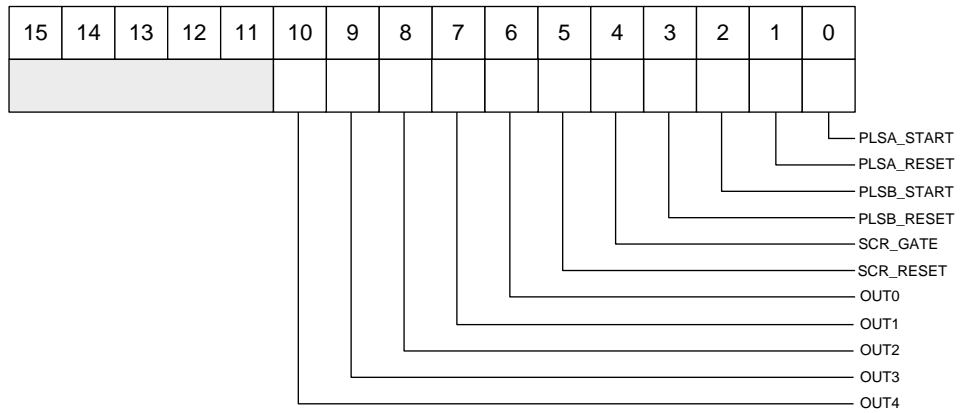 15 14 13 12 11 10 9 8 7 6 5 4 3 2 1 0
PLSA_START
PLSA_RESET
PLSB_START
PLSB_RESET
SCR_GATE
SCR_RESET
OUT0
OUT1
OUT2
OUT3
OUT4